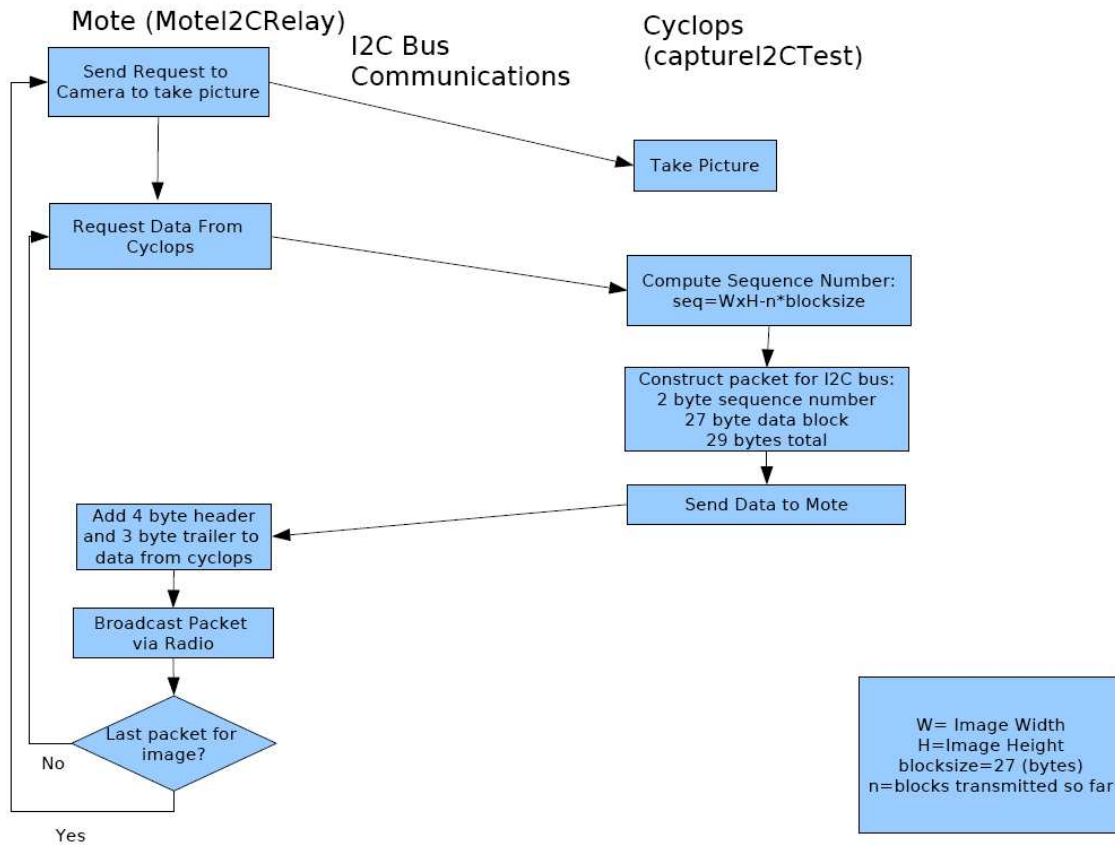 Mote (MoteI2CRelay)
I2C Bus
Communications
Cyclops
(captureI2CTest)
Send Request to
Camera to take picture
Take Picture
Request Data From
Cyclops
Compute Sequence Number:
seq=WxH-n*blocksize
Construct packet for I2C bus:
2 byte sequence number
27 byte data block
29 bytes total
Send Data to Mote
Add 4 byte header
and 3 byte trailer to
data from cyclops
Broadcast Packet
via Radio
Last packet for
image?
No
Yes
W= Image Width
H=Image Height
blocksize=27 (bytes)
n=blocks transmitted so far